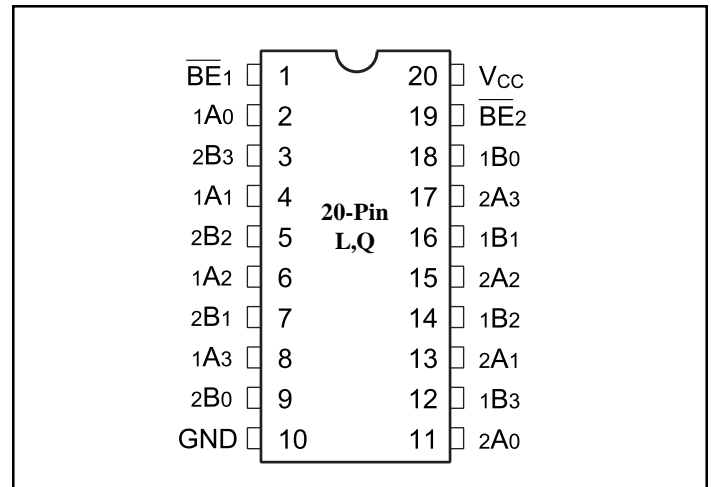 B̅E̅1 1 20 VCC
1A0 2 19 B̅E̅2
2B3 3 18 1B0
1A1 4 17 2A3
20-Pin
2B2 5 16 1B1
L,Q
1A2 6 15 2A2
2B1 7 14 1B2
1A3 8 13 2A1
2B0 9 12 1B3
GND 10 11 2A0